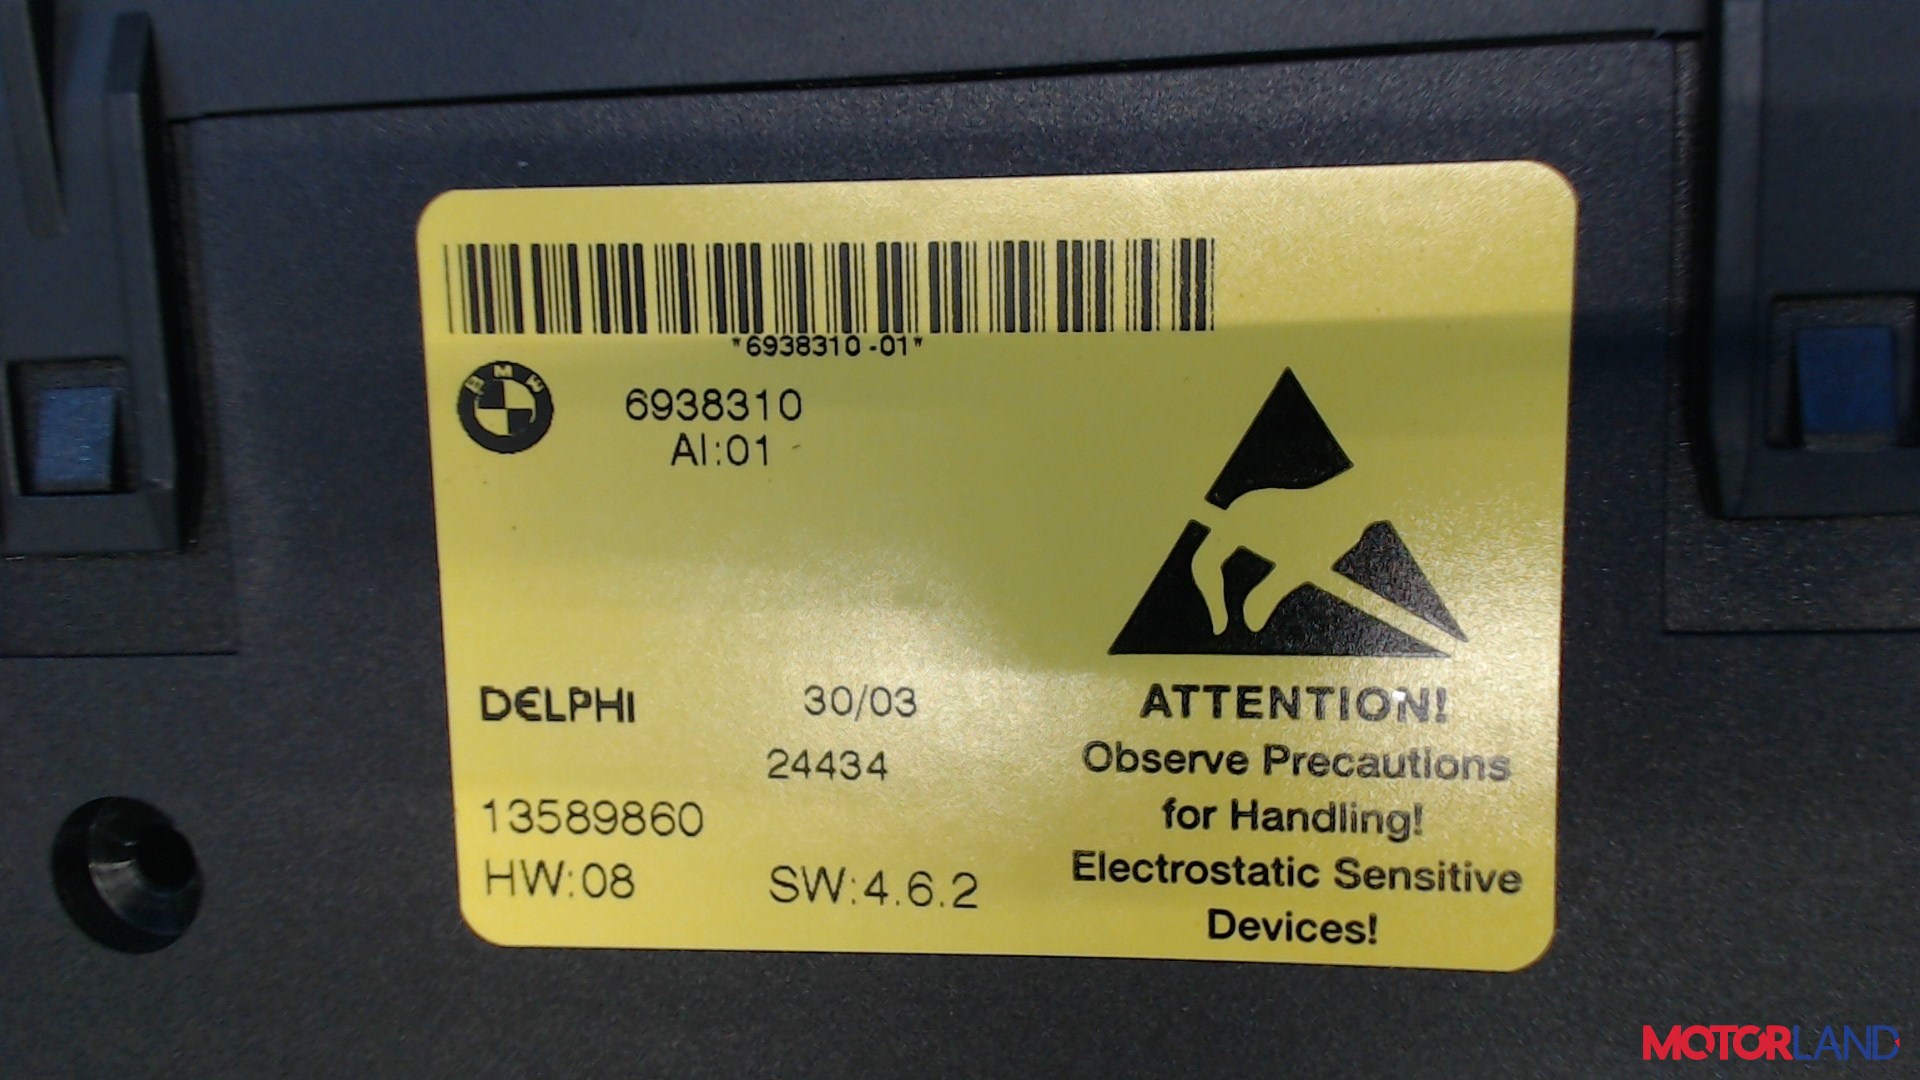 *6938310-01*
BMW
6938310
AI:01
DELPHI 30/03
24434
13589860
HW:08 SW:4.6.2
ATTENTION!
Observe Precautions
for Handling!
Electrostatic Sensitive
Devices!
MOTORLAND